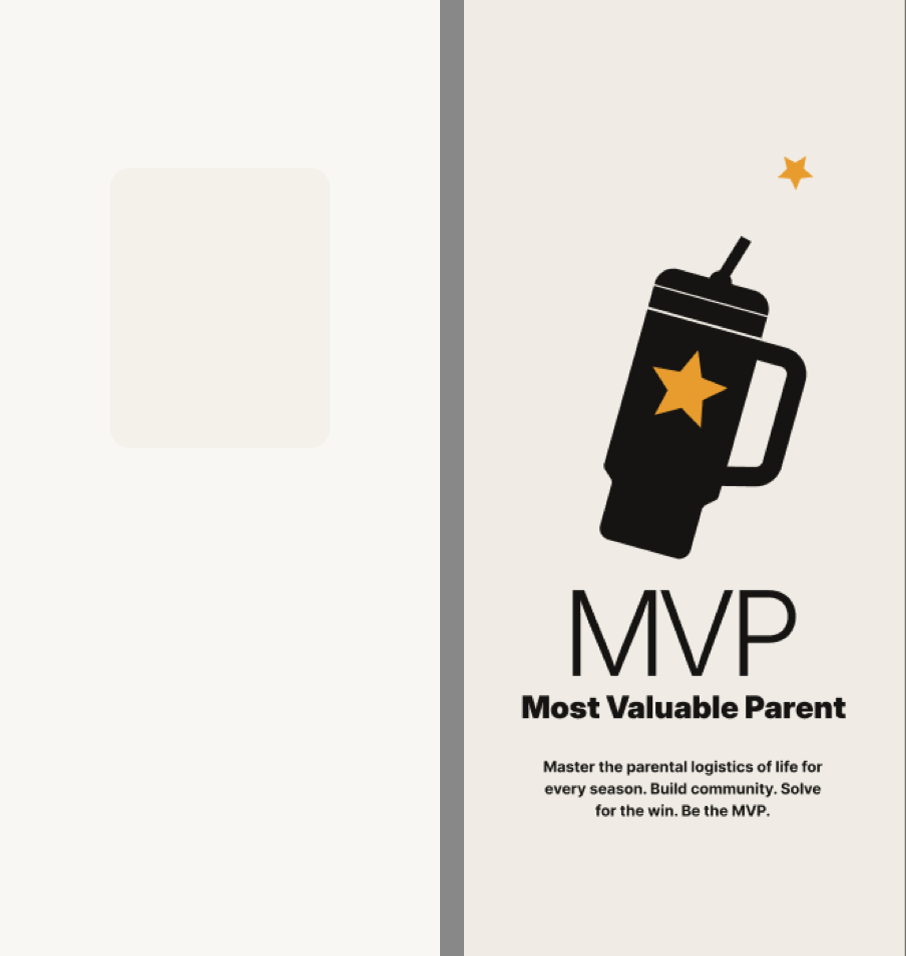 MVP
Most Valuable Parent
Master the parental logistics of life for
every season. Build community. Solve
for the win. Be the MVP.